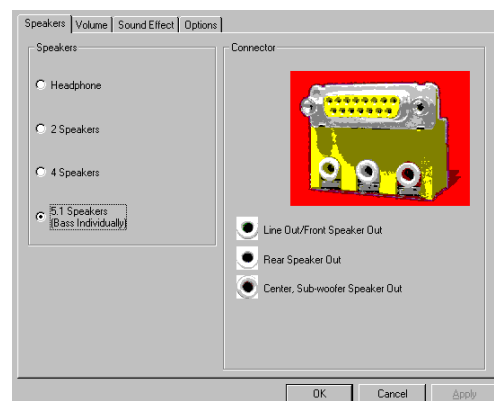 Speakers Volume Sound Effect Options
Speakers
Headphone
2 Speakers
4 Speakers
5.1 Speakers
(Bass Individually)
Connector
Line Out/Front Speaker Out
Rear Speaker Out
Center, Sub-woofer Speaker Out
OK Cancel Apply